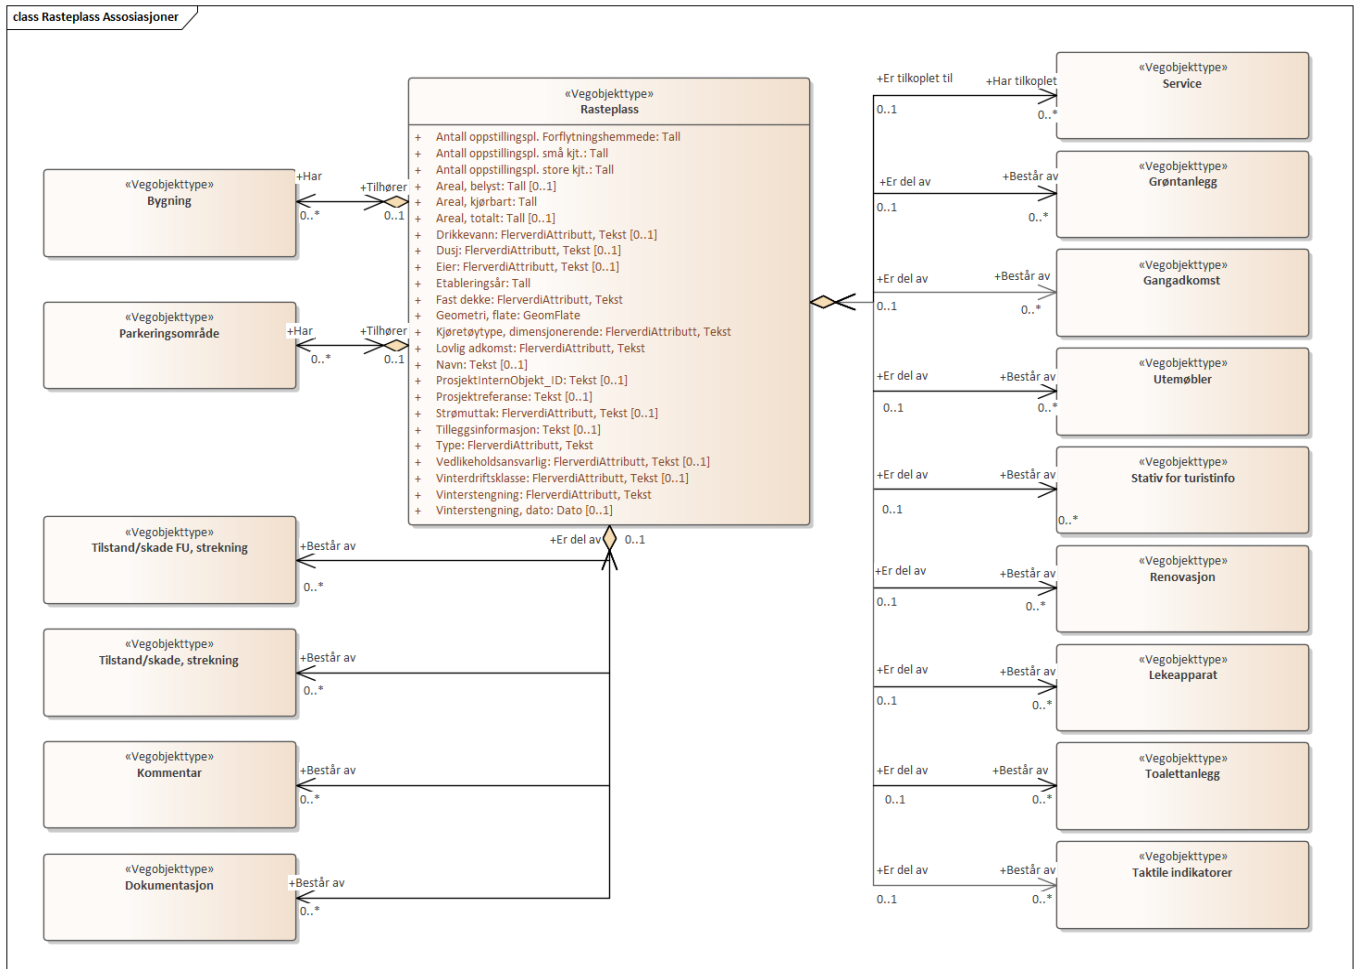 class Rasteplass Assosiasjoner
«Vegobjekttype»
Rasteplass
+ Antall oppstillingspl. Forflytningshemmede: Tall
+ Antall oppstillingspl. små kjt.: Tall
+ Antall oppstillingspl. store kjt.: Tall
+ Areal, belyst: Tall [0..1]
+ Areal, kjørbart: Tall
+ Areal, totalt: Tall [0..1]
+ Drikkevann: FlerverdiAttributt, Tekst [0..1]
+ Dusj: FlerverdiAttributt, Tekst [0..1]
+ Eier: FlerverdiAttributt, Tekst [0..1]
+ Etableringsår: Tall
+ Fast dekke: FlerverdiAttributt, Tekst
+ Geometri, flate: GeomFlate
+ Kjøretøytype, dimensjonerende: FlerverdiAttributt, Tekst
+ Lovlig adkomst: FlerverdiAttributt, Tekst
+ Navn: Tekst [0..1]
+ ProsjektInternObjekt_ID: Tekst [0..1]
+ Prosjektreferanse: Tekst [0..1]
+ Strømuttak: FlerverdiAttributt, Tekst [0..1]
+ Tilleggsinformasjon: Tekst [0..1]
+ Type: FlerverdiAttributt, Tekst
+ Vedlikeholdsansvarlig: FlerverdiAttributt, Tekst [0..1]
+ Vinterdriftsklasse: FlerverdiAttributt, Tekst [0..1]
+ Vinterstengning: FlerverdiAttributt, Tekst
+ Vinterstengning, dato: Dato [0..1]
«Vegobjekttype»
Bygning
+Har
0..*
+Tilhører
0..1
«Vegobjekttype»
Parkeringsområde
+Har
0..*
+Tilhører
0..1
+Er del av
0..1
«Vegobjekttype»
Tilstand/skade FU, strekning
+Består av
0..*
«Vegobjekttype»
Tilstand/skade, strekning
+Består av
0..*
«Vegobjekttype»
Kommentar
+Består av
0..*
«Vegobjekttype»
Dokumentasjon
+Består av
0..*
+Er tilkoplet til
0..1
+Har tilkoplet
0..*
«Vegobjekttype»
Service
+Er del av
0..1
+Består av
0..*
«Vegobjekttype»
Grøntanlegg
+Er del av
0..1
+Består av
0..*
«Vegobjekttype»
Gangadkomst
+Er del av
0..1
+Består av
0..*
«Vegobjekttype»
Utemøbler
+Er del av
0..1
+Består av
0..*
«Vegobjekttype»
Stativ for turistinfo
+Er del av
0..1
+Består av
0..*
«Vegobjekttype»
Renovasjon
+Er del av
0..1
+Består av
0..*
«Vegobjekttype»
Lekeapparat
+Er del av
0..1
+Består av
0..*
«Vegobjekttype»
Toalettanlegg
+Er del av
0..1
+Består av
0..*
«Vegobjekttype»
Taktile indikatorer